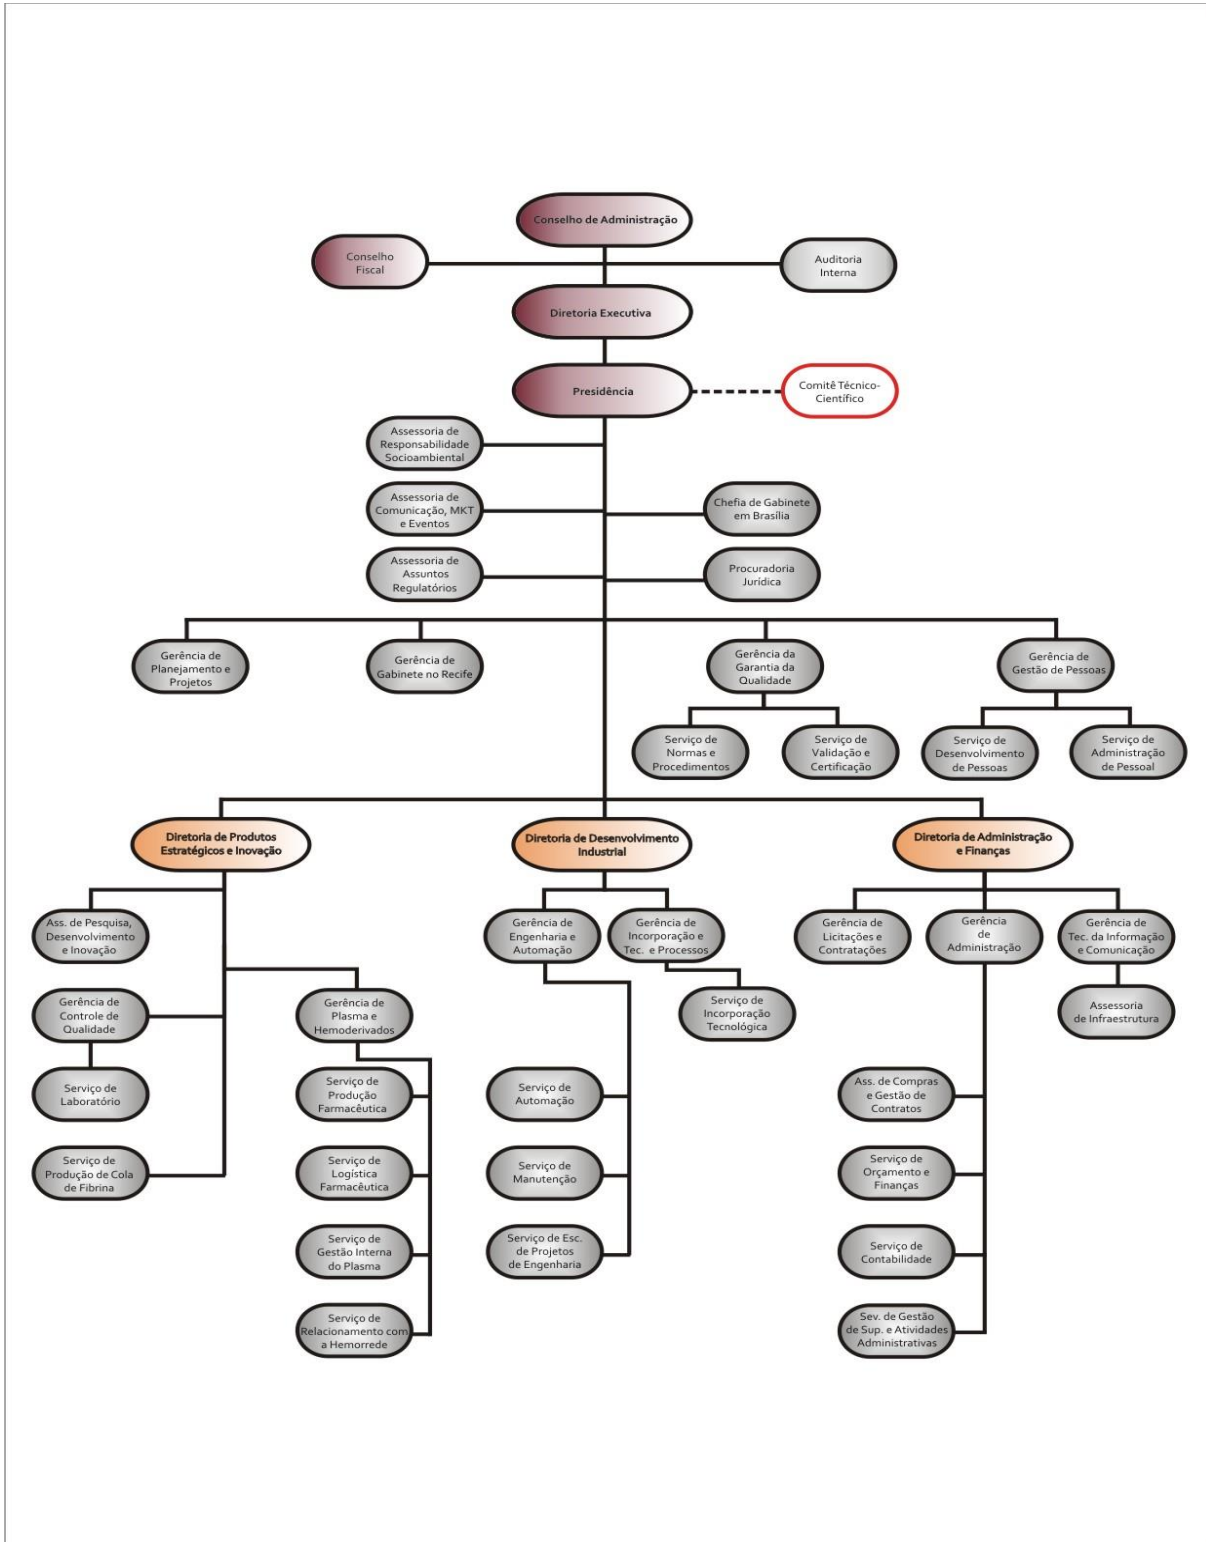 Conselho de Administração
Conselho
Fiscal
Auditoria
Interna
Diretoria Executiva
Presidência
Comitê Técnico-
Científico
Assessoria de
Responsabilidade
Socioambiental
Assessoria de
Comunicação, MKT
e Eventos
Chefia de Gabinete
em Brasília
Assessoria de
Assuntos
Regulatórios
Procuradoria
Jurídica
Gerência de
Planejamento e
Projetos
Gerência de
Gabinete no Recife
Gerência da
Garantia da
Qualidade
Gerência de
Gestão de Pessoas
Serviço de
Normas e
Procedimentos
Serviço de
Validação e
Certificação
Serviço de
Desenvolvimento
de Pessoas
Serviço de
Administração
de Pessoal
Diretoria de Produtos
Estratégicos e Inovação
Diretoria de Desenvolvimento
Industrial
Diretoria de Administração
e Finanças
Ass. de Pesquisa,
Desenvolvimento
e Inovação
Gerência de
Engenharia e
Automação
Gerência de
Incorporação e
Tec. e Processos
Gerência de
Licitações e
Contratações
Gerência
de
Administração
Gerência de
Tec. da Informação
e Comunicação
Gerência de
Controle de
Qualidade
Gerência de
Plasma e
Hemoderivados
Serviço de
Incorporação
Tecnológica
Assessoria
de Infraestrutura
Serviço de
Laboratório
Serviço de
Produção
Farmacêutica
Serviço de
Automação
Ass. de Compras
e Gestão de
Contratos
Serviço de
Produção de Cola
de Fibrina
Serviço de
Logística
Farmacêutica
Serviço de
Manutenção
Serviço de
Orçamento e
Finanças
Serviço de
Gestão Interna
do Plasma
Serviço de Esc.
de Projetos
de Engenharia
Serviço de
Contabilidade
Serviço de
Relacionamento com
a Hemorrede
Sev. de Gestão
de Sup. e Atividades
Administrativas